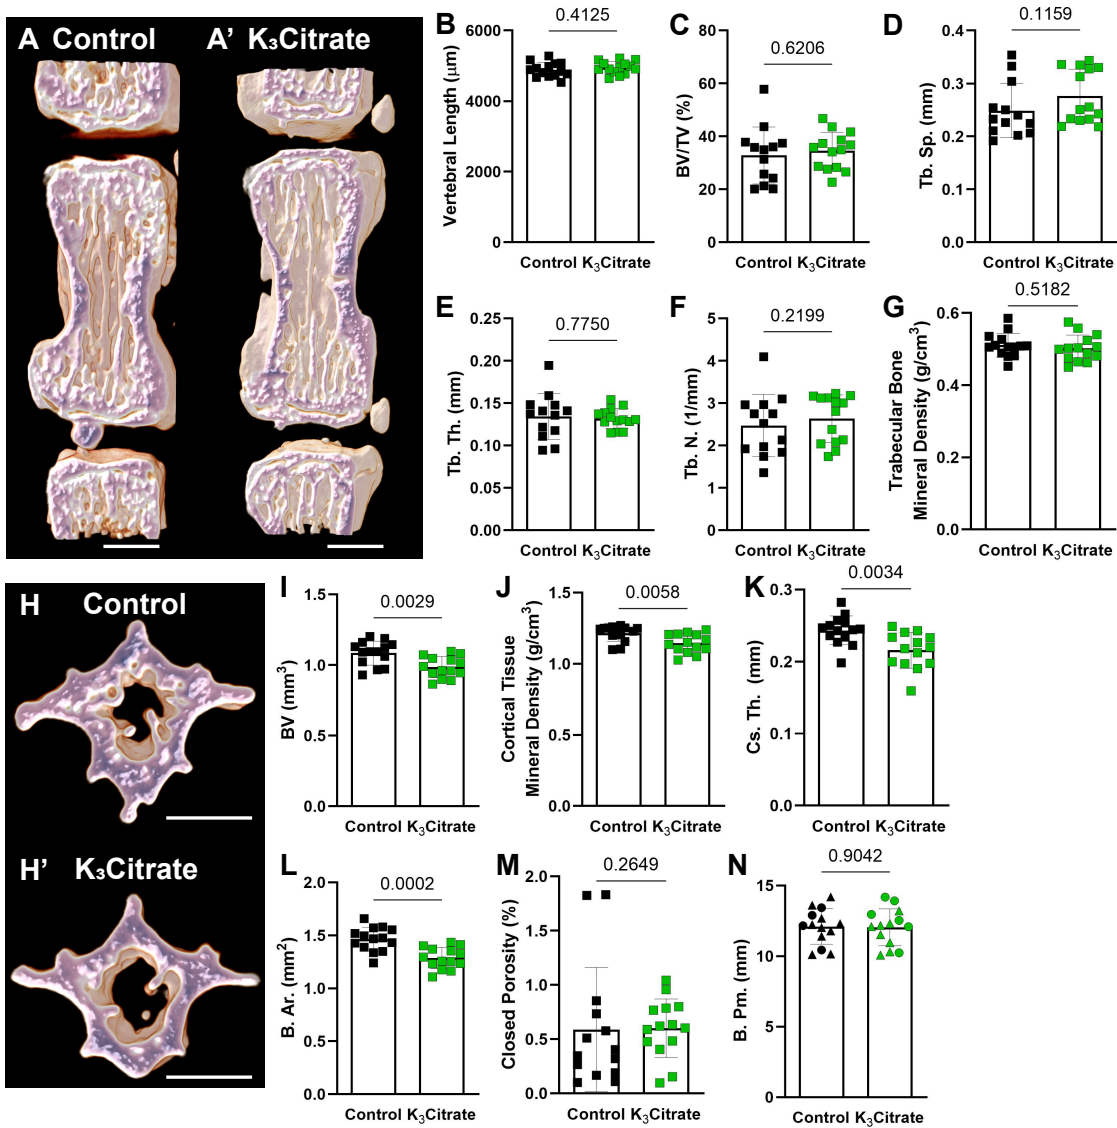 A Control A' K₃Citrate
B
0.4125
Vertebral Length (μm)
6000
4000
2000
0
Control K₃Citrate
C
0.6206
BV/TV (%)
80
60
40
20
0
Control K₃Citrate
D
0.1159
Tb. Sp. (mm)
0.4
0.3
0.2
0.1
0.0
Control K₃Citrate
E
0.7750
Tb. Th. (mm)
0.25
0.20
0.15
0.10
0.05
0.00
Control K₃Citrate
F
0.2199
Tb. N. (1/mm)
5
4
3
2
1
0
Control K₃Citrate
G
0.5182
Trabecular Bone
Mineral Density (g/cm³)
0.6
0.4
0.2
0.0
Control K₃Citrate
H Control
H' K₃Citrate
I
0.0029
BV (mm³)
1.5
1.0
0.5
0.0
Control K₃Citrate
J
0.0058
Cortical Tissue
Mineral Density (g/cm³)
1.5
1.0
0.5
0.0
Control K₃Citrate
K
0.0034
Cs. Th. (mm)
0.3
0.2
0.1
0.0
Control K₃Citrate
L
0.0002
B. Ar. (mm²)
2.0
1.5
1.0
0.5
0.0
Control K₃Citrate
M
0.2649
Closed Porosity (%)
2.0
1.5
1.0
0.5
0.0
Control K₃Citrate
N
0.9042
B. Pm. (mm)
15
10
5
0
Control K₃Citrate